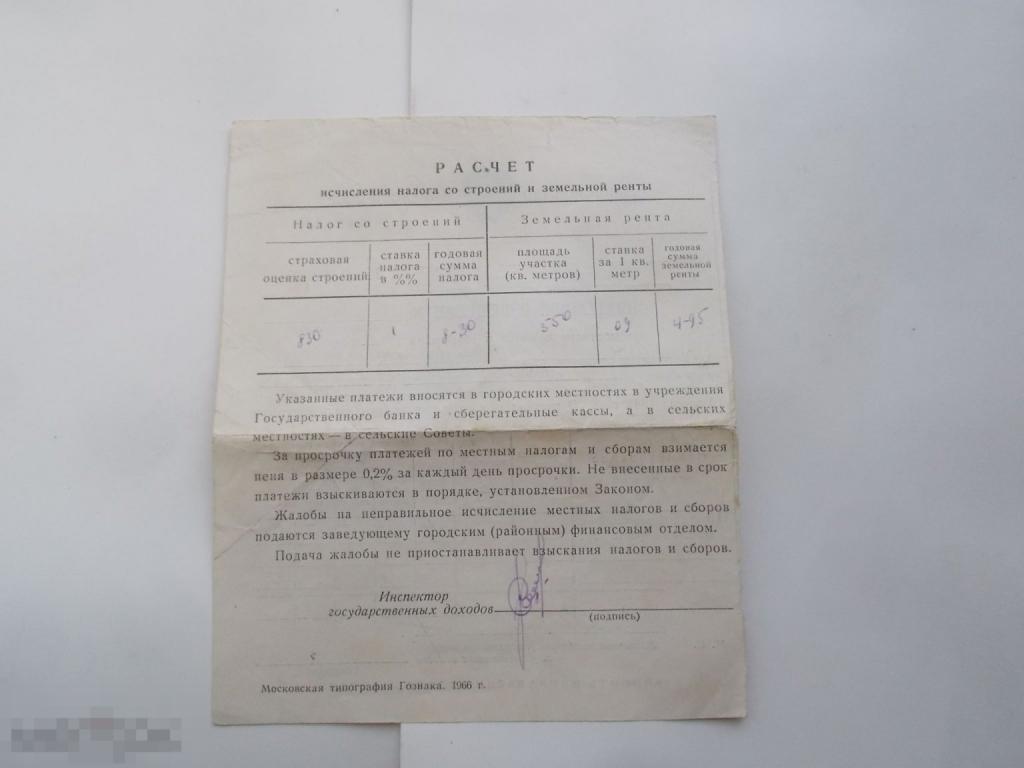 РАСЧЕТ
исчисления налога со строений и земельной ренты
Налог со строений Земельная рента
страховая оценка строений ставка налога в %% годовая сумма налога площадь участка (кв. метров) ставка за 1 кв. метр годовая сумма земельной ренты
830 1 8-30 550 09 4-95
Указанные платежи вносятся в городских местностях в учреждения
Государственного банка и сберегательные кассы, а в сельских
местностях — в сельские Советы.
За просрочку платежей по местным налогам и сборам взимается
пеня в размере 0,2% за каждый день просрочки. Не внесенные в срок
платежи взыскиваются в порядке, установленном Законом.
Жалобы на неправильное исчисление местных налогов и сборов
подаются заведующему городским (районным) финансовым отделом.
Подача жалобы не приостанавливает взыскания налогов и сборов.
Инспектор
государственных доходов
(подпись)
Московская типография Гознака. 1966 г.